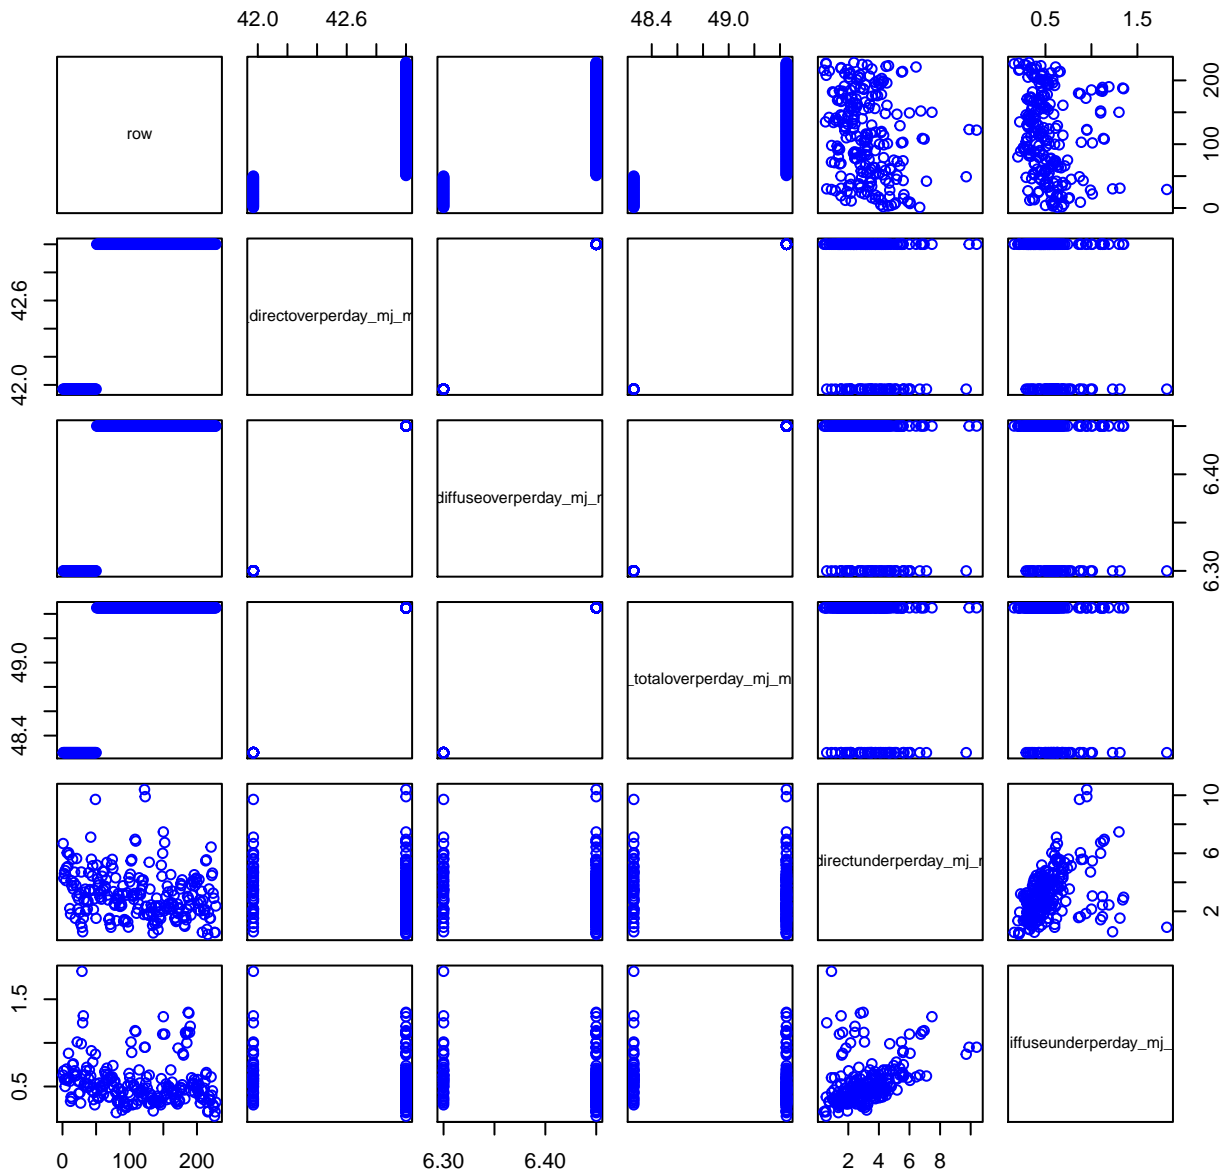 42.0 42.6 48.4 49.0 0.5 1.5
row
0 100 200
42.0 42.6
_directoverperday_mj_m
diffuseoverperday_mj_r
6.30 6.40
48.4 49.0
_totaloverperday_mj_m
directunderperday_mj_r
2 6 10
0.5 1.5
iffuseunderperday_mj_
0 100 200 6.30 6.40 2 4 6 8